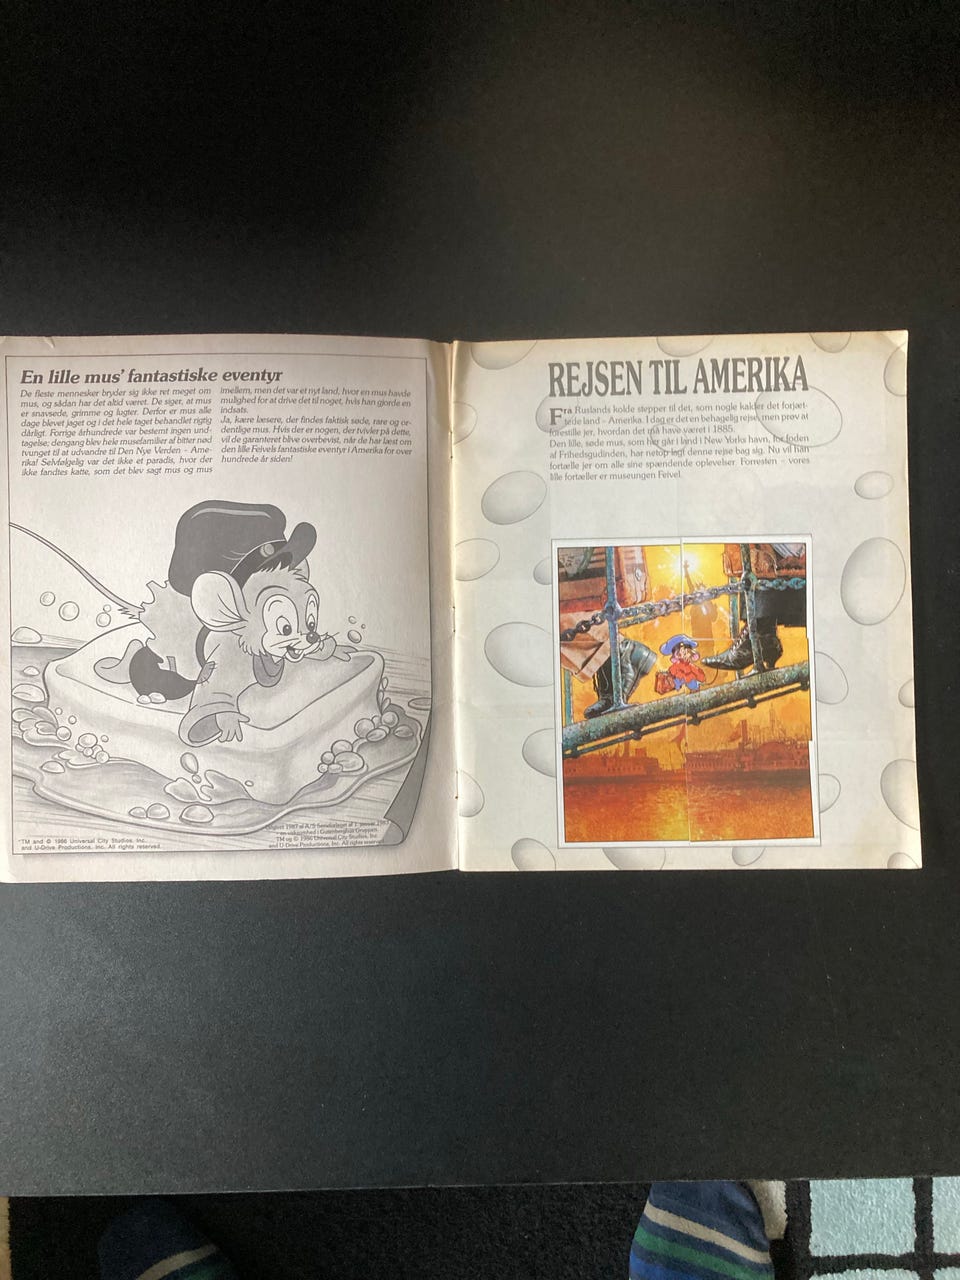 En lille mus' fantastiske eventyr
De fleste mennesker bryder sig ikke ret meget om
mus, og sådan har det altid været. De siger, at mus
er snavsede, grimme og lugter. Derfor er mus alle
dage blevet jaget og i det hele taget behandlet rigtig
dårligt. Forrige århundrede var bestemt ingen und-
tagelse; dengang blev hele musefamilier af bitter nød
tvunget til at udvandre til Den Nye Verden - Ame-
rika! Selvfølgelig var det ikke et paradis, hvor der
ikke fandtes katte, som det blev sagt mus og mus
imellem, men det var et nyt land, hvor en mus havde
mulighed for at drive det til noget, hvis han gjorde en
indsats.
Ja, kære læsere, der findes faktisk søde, rare og or-
dentlige mus. Hvis der er nogen, der tvivler på dette,
vil de garanteret blive overbevist, når de har læst om
den lille Feivels fantastiske eventyr i Amerika for over
hundrede år siden!
"TM and © 1986 Universal City Studios, Inc.
and U-Drive Productions, Inc. All rights reserved.
Udgivet 1987 af A/S Serieforlaget af 1. januar 1983
- en virksomhed i Gutenberghus Gruppen.
TM og © 1986 Universal City Studios, Inc.
and U-Drive Productions, Inc. All rights reserved.
REJSEN TIL AMERIKA
Fra Ruslands kolde stepper til det, som nogle kalder det forjæt-
tede land - Amerika. I dag er det en behagelig rejse, men prøv at
forestille jer, hvordan det må have været i 1885.
Den lille, søde mus, som her går i land i New Yorks havn, for foden
af Frihedsgudinden, har netop lagt denne rejse bag sig. Nu vil han
fortælle jer om alle sine spændende oplevelser. Forresten - vores
lille fortæller er museungen Feivel.